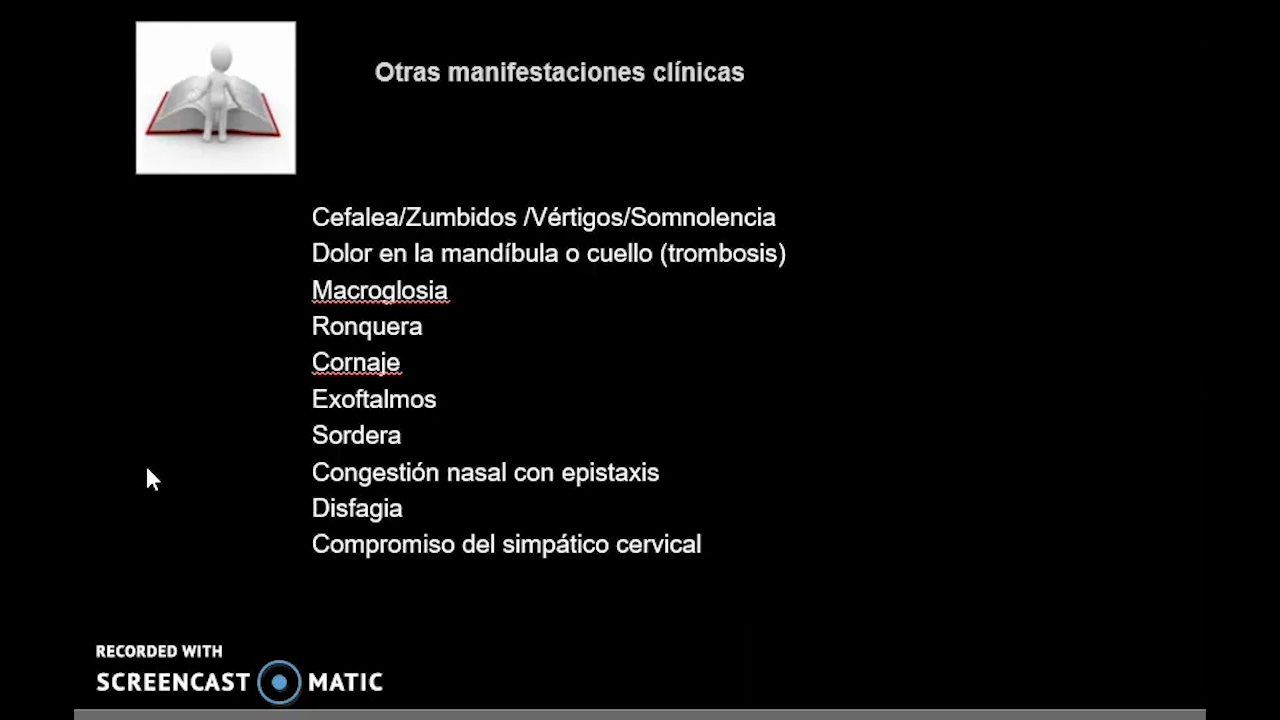 Otras manifestaciones clínicas
Cefalea/Zumbidos /Vértigos/Somnolencia
Dolor en la mandíbula o cuello (trombosis)
Macroglosia
Ronquera
Cornaje
Exoftalmos
Sordera
Congestión nasal con epistaxis
Disfagia
Compromiso del simpático cervical
RECORDED WITH
SCREENCAST MATIC